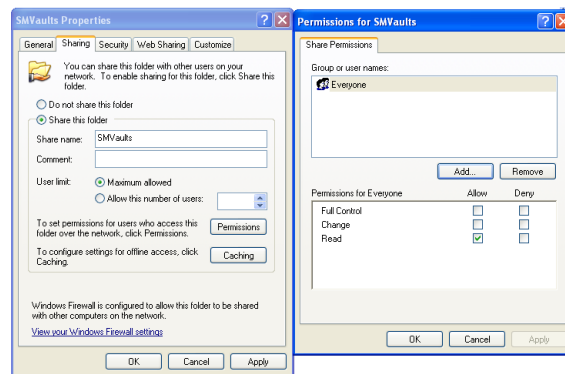 SMVaults Properties
General Sharing Security Web Sharing Customize
You can share this folder with other users on your
network. To enable sharing for this folder, click Share this
folder.
Do not share this folder
Share this folder
Share name: SMVaults
Comment:
User limit: Maximum allowed
Allow this number of users:
To set permissions for users who access this
folder over the network, click Permissions.
Permissions
To configure settings for offline access, click
Caching.
Caching
Windows Firewall is configured to allow this folder to be shared
with other computers on the network.
View your Windows Firewall settings
OK Cancel Apply
Permissions for SMVaults
Share Permissions
Group or user names:
Everyone
Add... Remove
Permissions for Everyone Allow Deny
Full Control
Change
Read
OK Cancel Apply